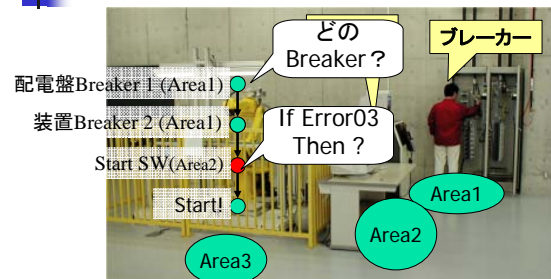 どの
Breaker？
ブレーカー
配電盤Breaker 1 (Area1)
装置Breaker 2 (Area1)
If Error03
Then ?
Start SW(Area2)
Start!
Area1
Area2
Area3